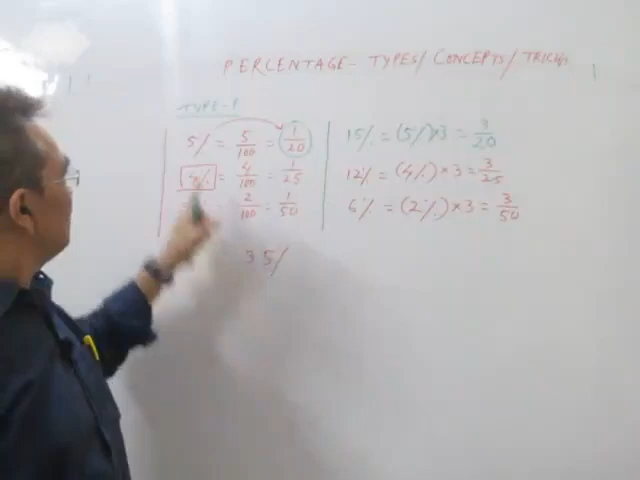 PERCENTAGE - TYPES/CONCEPTS/TRICKS
TYPE-1
5% = 5/100 = 1/20
4% = 4/100 = 1/25
2/100 = 1/50
15% = (5%)×3 = 3/20
12% = (4%)×3 = 3/25
6% = (2%)×3 = 3/50
35%